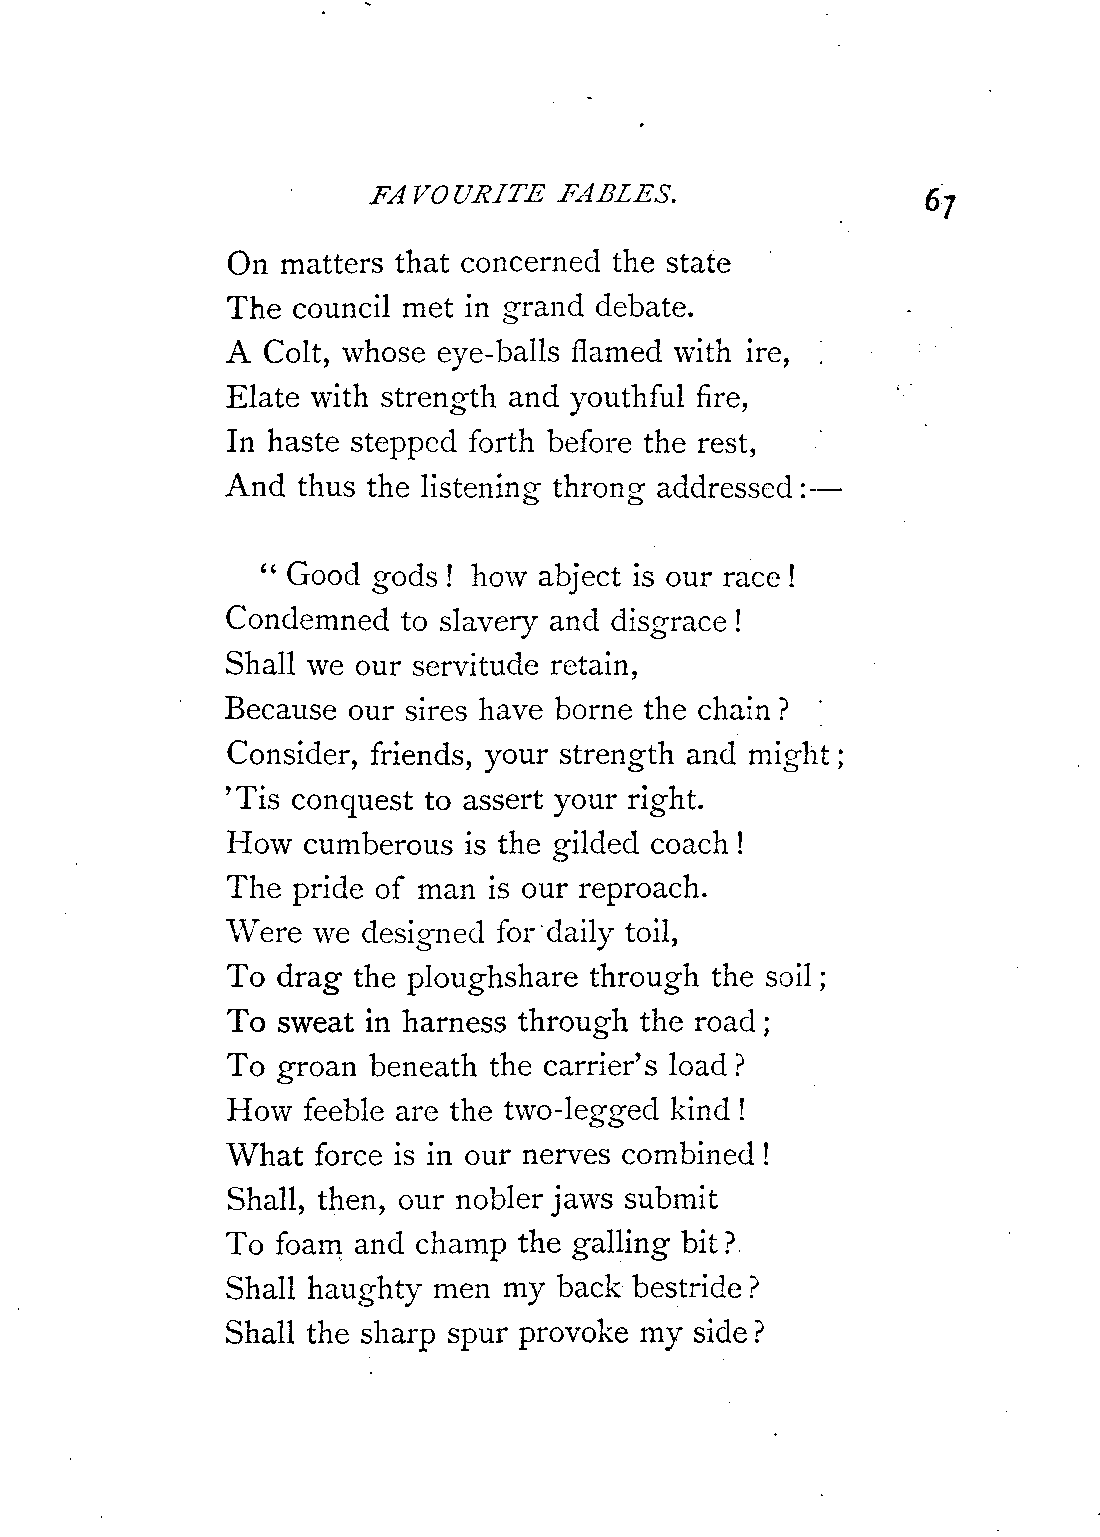 FAVOURITE FABLES. 67
On matters that concerned the state
The council met in grand debate.
A Colt, whose eye-balls flamed with ire,
Elate with strength and youthful fire,
In haste stepped forth before the rest,
And thus the listening throng addressed:—
“ Good gods ! how abject is our race !
Condemned to slavery and disgrace !
Shall we our servitude retain,
Because our sires have borne the chain ?
Consider, friends, your strength and might ;
’Tis conquest to assert your right.
How cumberous is the gilded coach !
The pride of man is our reproach.
Were we designed for daily toil,
To drag the ploughshare through the soil ;
To sweat in harness through the road ;
To groan beneath the carrier’s load ?
How feeble are the two-legged kind !
What force is in our nerves combined !
Shall, then, our nobler jaws submit
To foam and champ the galling bit ?
Shall haughty men my back bestride ?
Shall the sharp spur provoke my side ?